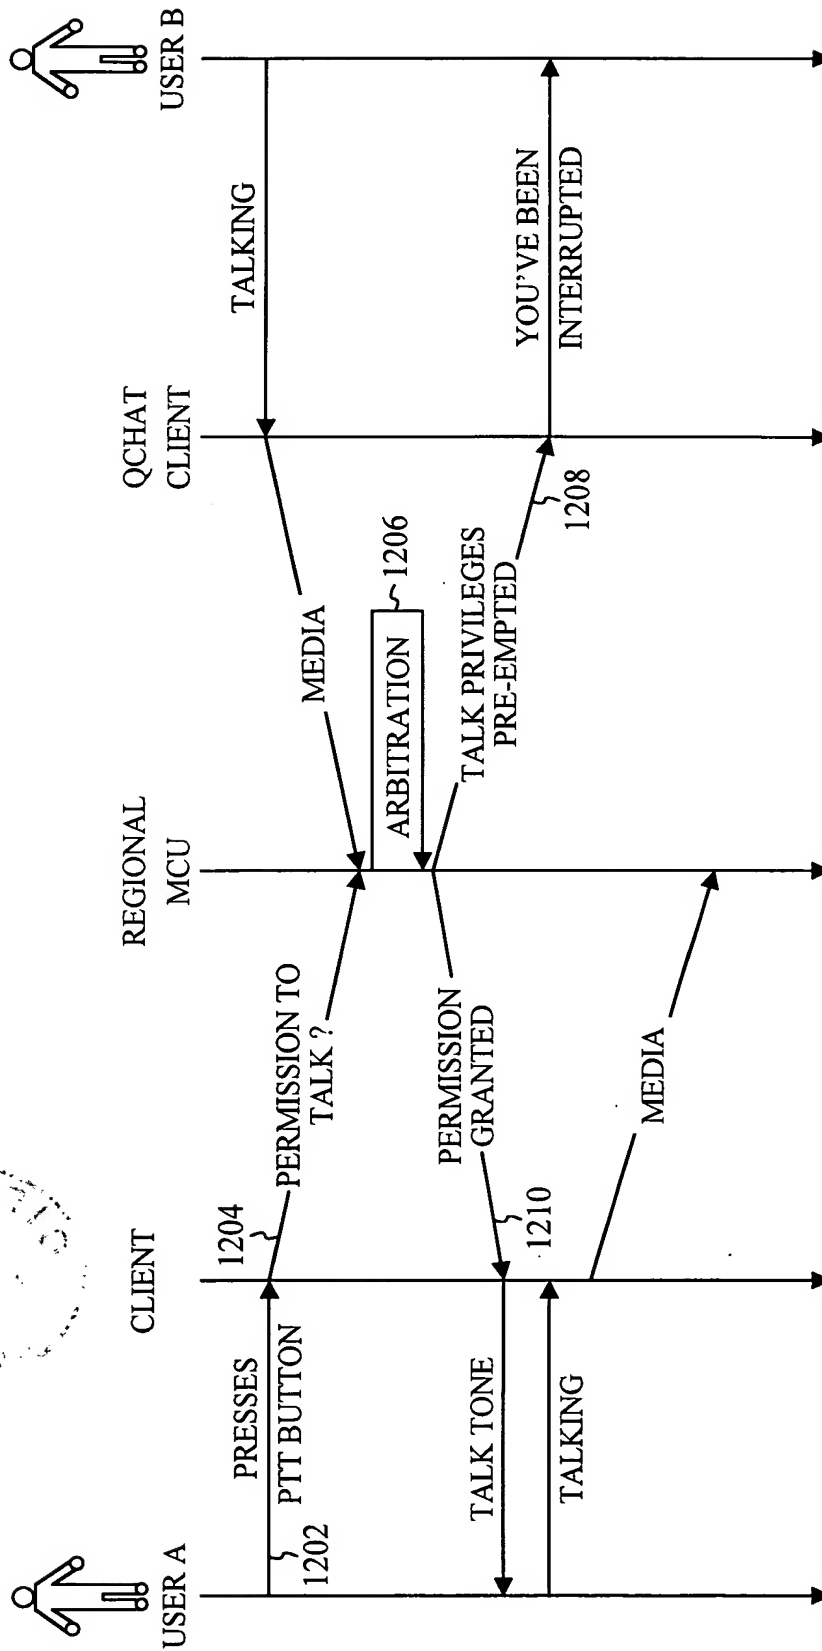 USER A
CLIENT
REGIONAL
MCU
QCHAT
CLIENT
USER B
PRESSES
PTT BUTTON
1202
1204
PERMISSION TO
TALK ?
MEDIA
TALKING
ARBITRATION
1206
PERMISSION
GRANTED
1210
TALK PRIVILEGES
PRE-EMPTED
1208
YOU'VE BEEN
INTERRUPTED
TALK TONE
TALKING
MEDIA